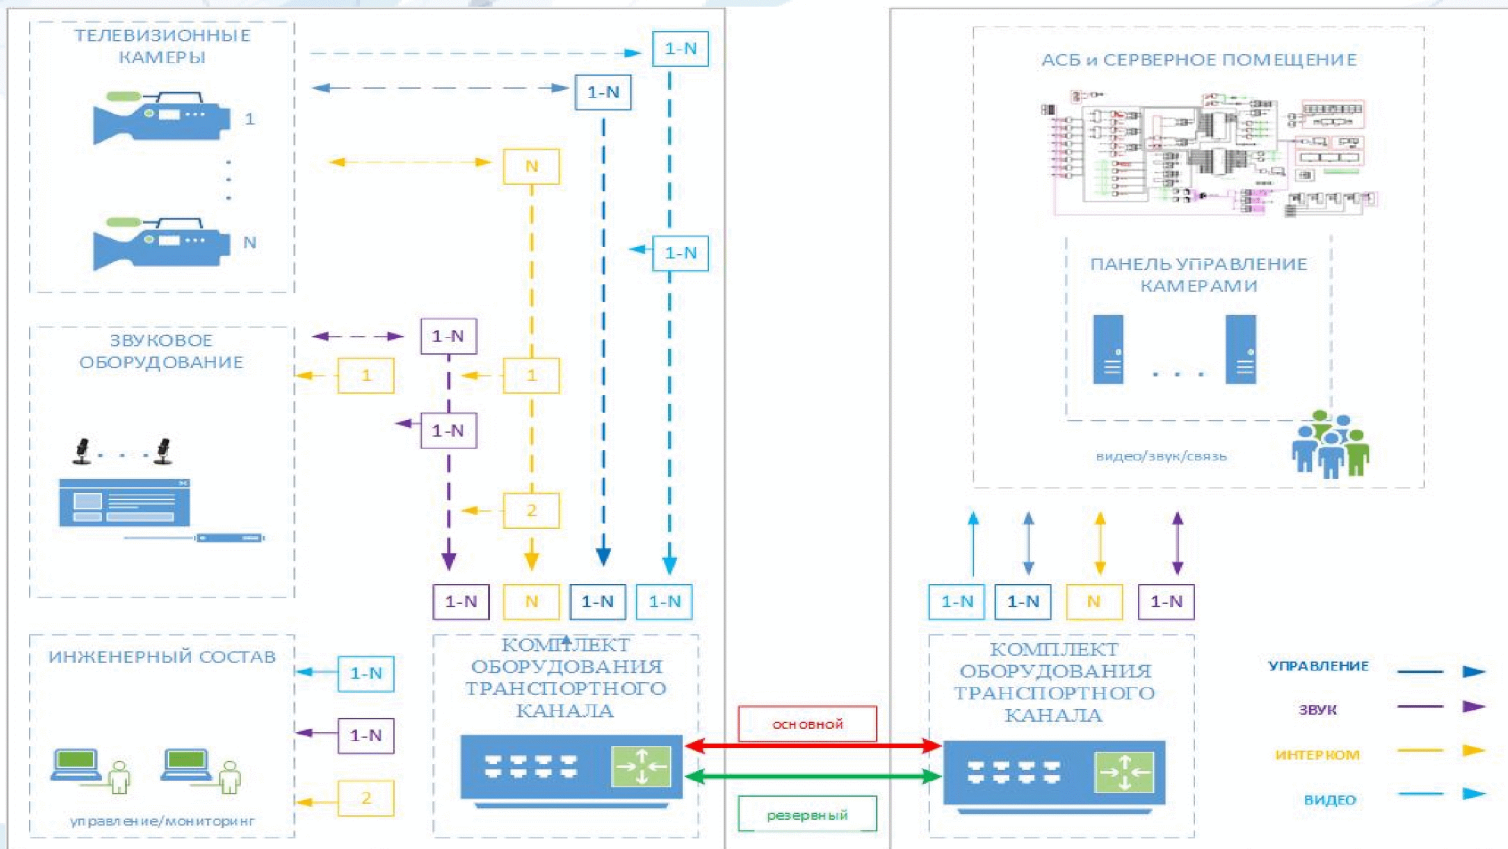 ТЕЛЕВИЗИОННЫЕ
КАМЕРЫ
1
N
1-N
1-N
N
1-N
ЗВУКОВОЕ
ОБОРУДОВАНИЕ
1-N
1
1
1-N
2
1-N
N
1-N
1-N
ИНЖЕНЕРНЫЙ СОСТАВ
1-N
1-N
2
управление/мониторинг
КОМПЛЕКТ
ОБОРУДОВАНИЯ
ТРАНСПОРТНОГО
КАНАЛА
основной
резервный
АСБ и СЕРВЕРНОЕ ПОМЕЩЕНИЕ
ПАНЕЛЬ УПРАВЛЕНИЕ
КАМЕРАМИ
видео/звук/связь
1-N
1-N
N
1-N
КОМПЛЕКТ
ОБОРУДОВАНИЯ
ТРАНСПОРТНОГО
КАНАЛА
УПРАВЛЕНИЕ
ЗВУК
ИНТЕРКОМ
ВИДЕО